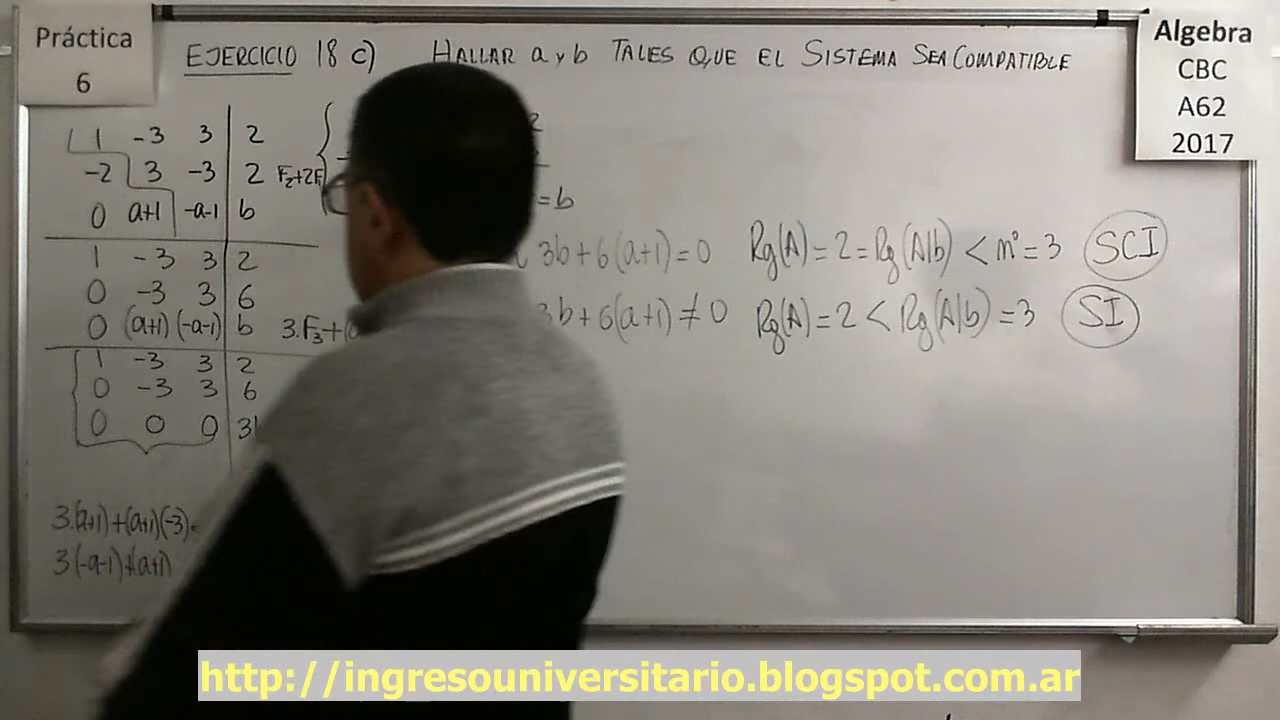 Práctica
6
EJERCICIO 18 c) HALLAR a y b TALES QUE EL SISTEMA SEA COMPATIBLE
Algebra
CBC
A62
2017
1 -3 3 2
-2 3 -3 2 F₂+2F₁
0 a+1 -a-1 b
= b
1 -3 3 2
0 -3 3 6
0 (a+1) (-a-1) b 3.F₃+(
1 -3 3 2
0 -3 3 6
0 0 0 3
3.(a+1)+(a+1)(-3)=
3(-a-1)+(a+1)
3b+6(a+1)=0 Rg(A)=2=Rg(A|b) < nº=3 SCI
3b+6(a+1)≠0 Rg(A)=2<Rg(A|b)=3 SI
http://ingresouniversitario.blogspot.com.ar